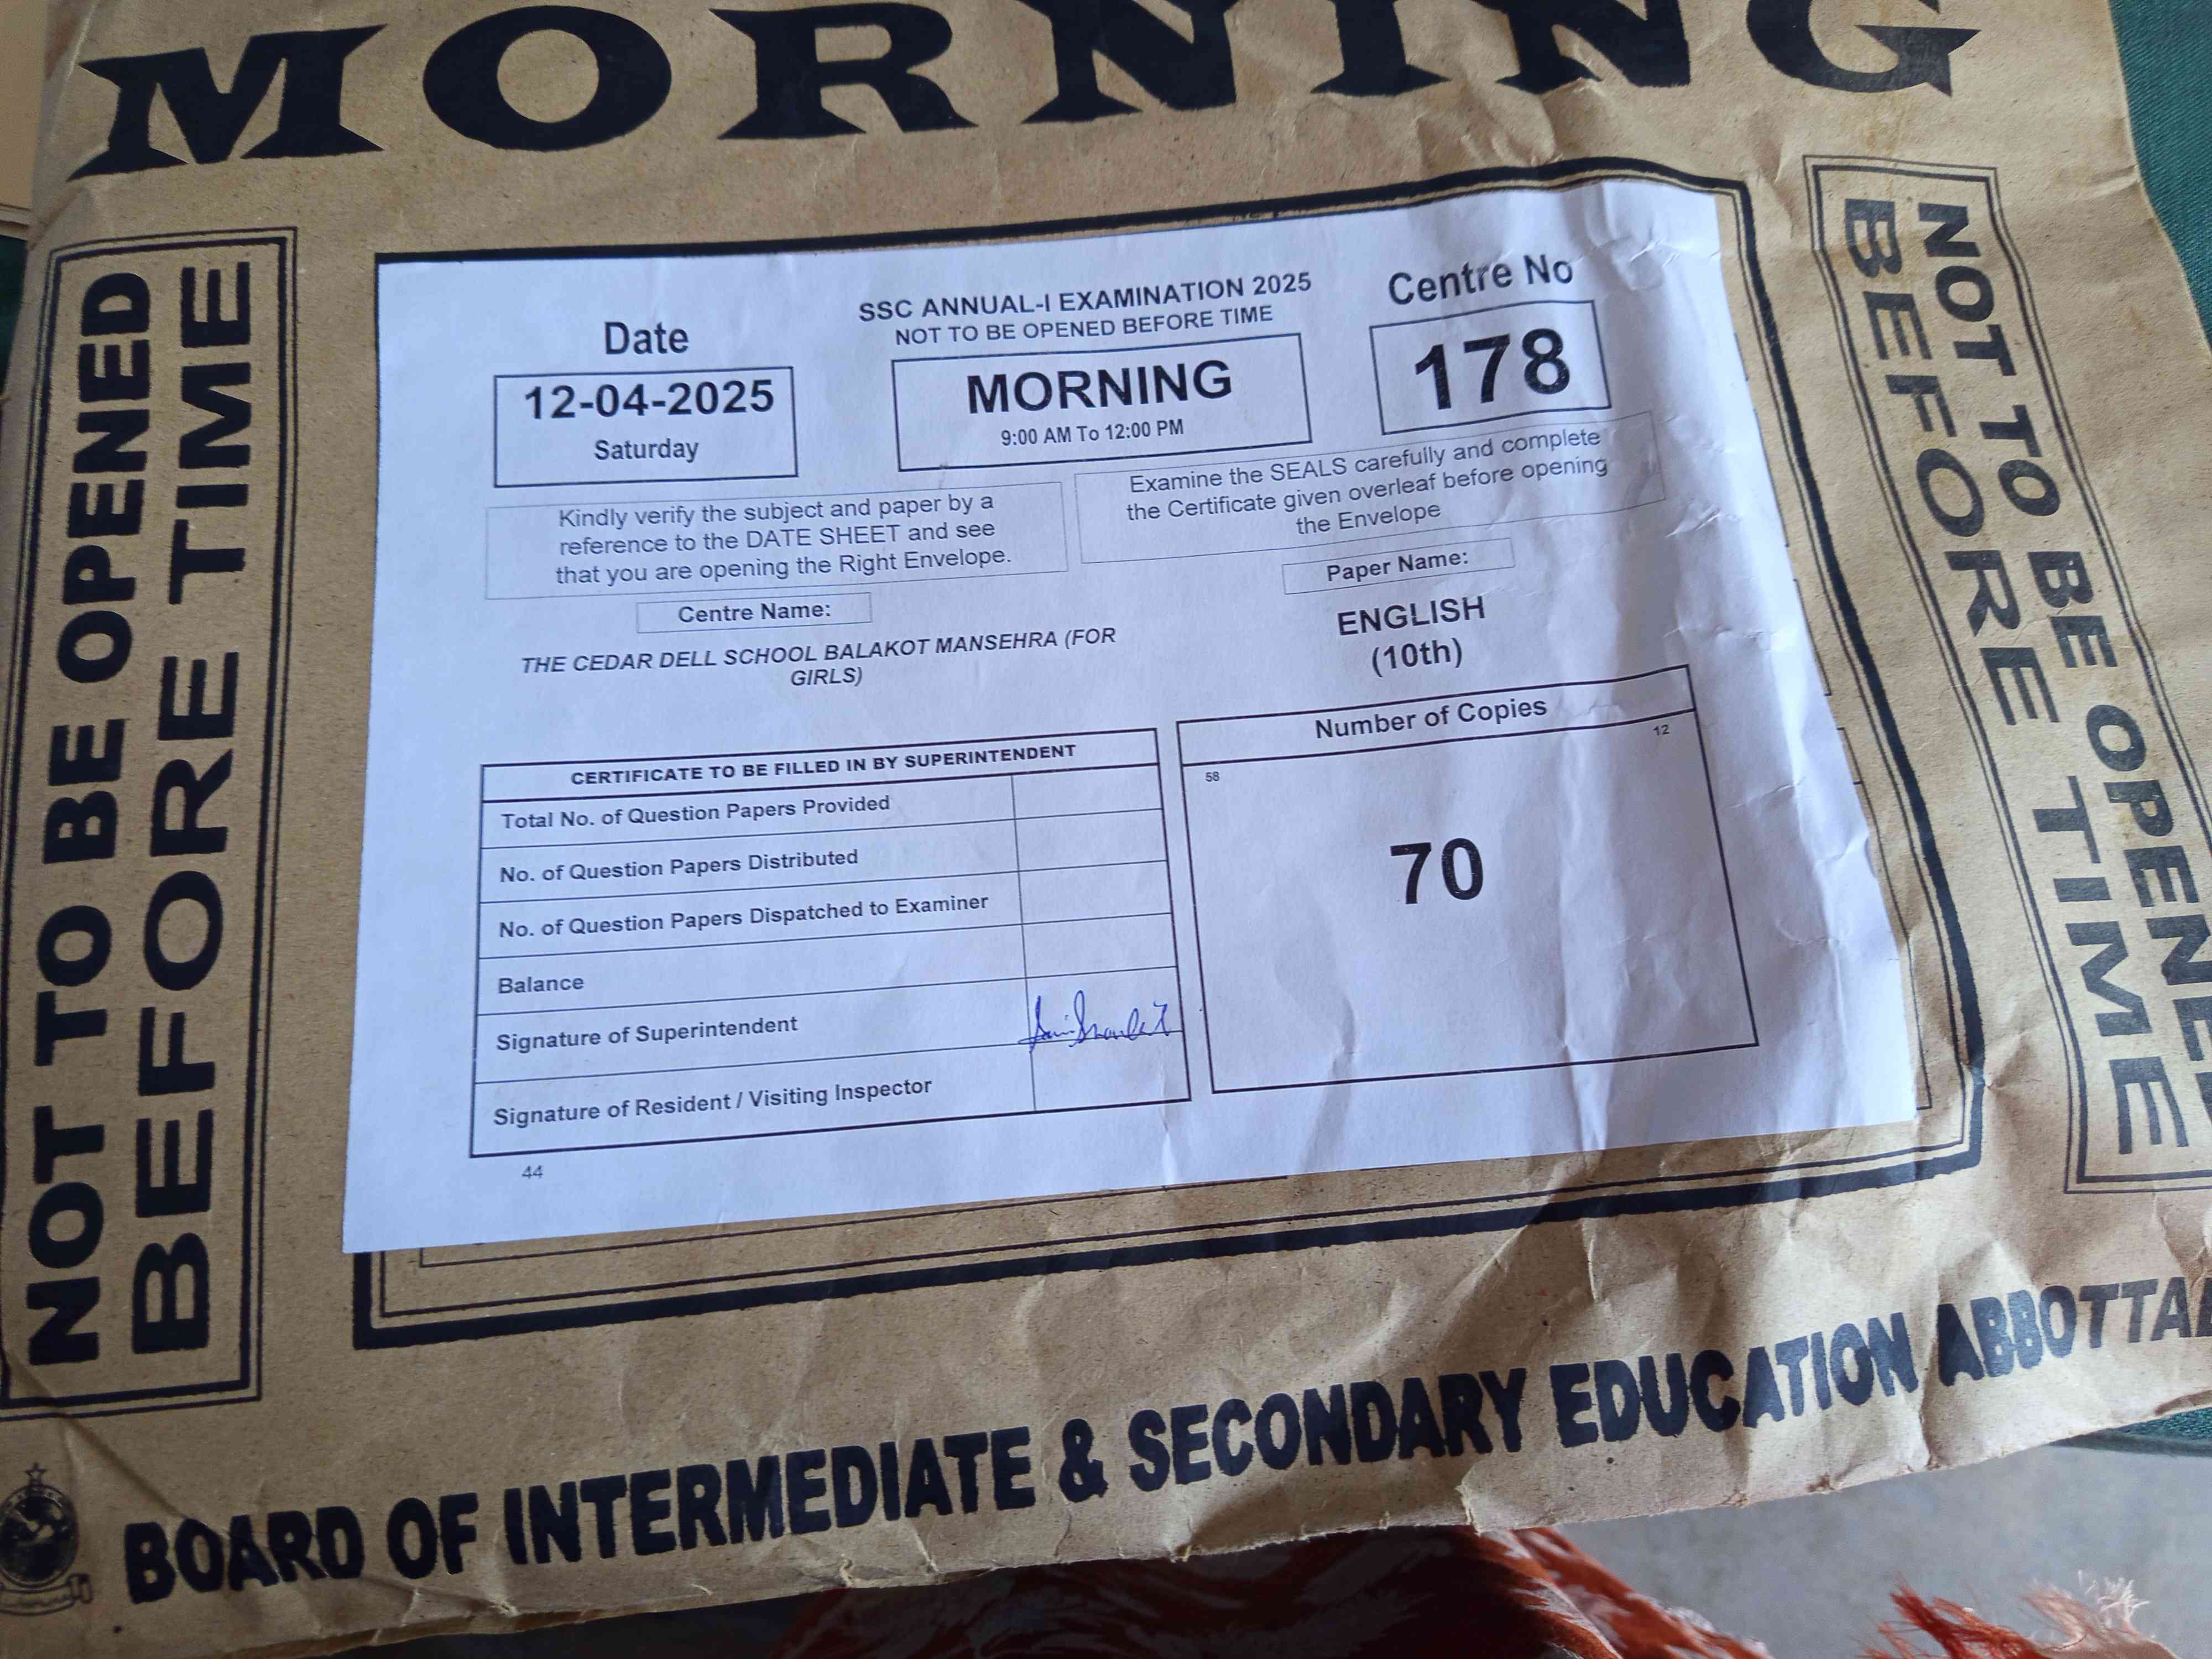 MORNING
NOT TO BE OPENED
BEFORE TIME
Date
12-04-2025
Saturday
SSC ANNUAL-I EXAMINATION 2025
NOT TO BE OPENED BEFORE TIME
MORNING
9:00 AM To 12:00 PM
Centre No
178
Kindly verify the subject and paper by a
reference to the DATE SHEET and see
that you are opening the Right Envelope.
Examine the SEALS carefully and complete
the Certificate given overleaf before opening
the Envelope
Centre Name:
THE CEDAR DELL SCHOOL BALAKOT MANSEHRA (FOR
GIRLS)
Paper Name:
ENGLISH
(10th)
CERTIFICATE TO BE FILLED IN BY SUPERINTENDENT
Total No. of Question Papers Provided
No. of Question Papers Distributed
No. of Question Papers Dispatched to Examiner
Balance
Signature of Superintendent
Signature of Resident / Visiting Inspector
44
Number of Copies
58
12
70
NOT TO BE OPENE
BEFORE TIME
BOARD OF INTERMEDIATE & SECONDARY EDUCATION ABBOTTA